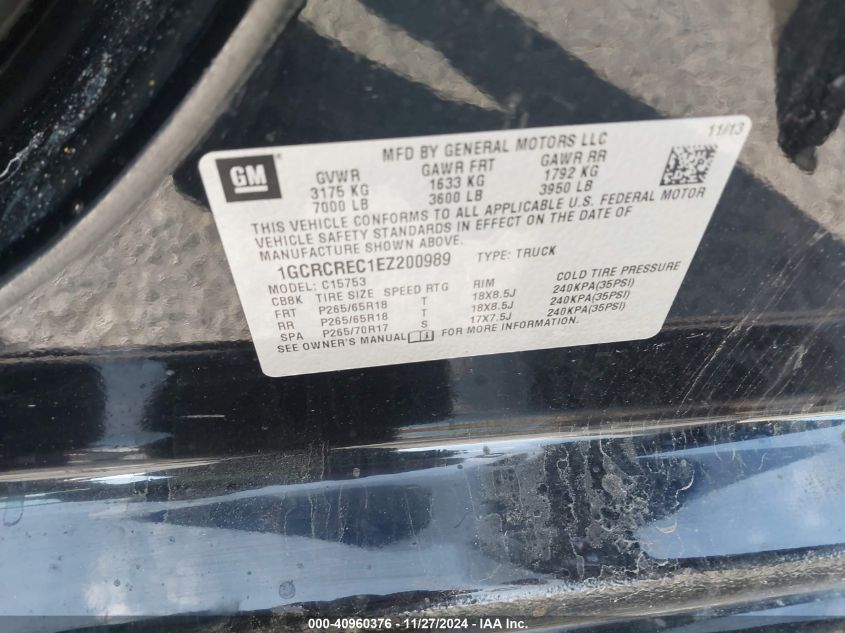 MFD BY GENERAL MOTORS LLC 11/13
GM GVWR GAWR FRT GAWR RR
3175 KG 1633 KG 1792 KG
7000 LB 3600 LB 3950 LB
THIS VEHICLE CONFORMS TO ALL APPLICABLE U.S. FEDERAL MOTOR
VEHICLE SAFETY STANDARDS IN EFFECT ON THE DATE OF
MANUFACTURE SHOWN ABOVE.
1GCRCREC1EZ200989 TYPE: TRUCK
MODEL: C15753
CB8K TIRE SIZE SPEED RTG RIM COLD TIRE PRESSURE
FRT P265/65R18 T 18X8.5J 240KPA(35PSI)
RR P265/65R18 T 18X8.5J 240KPA(35PSI)
SPA P265/70R17 S 17X7.5J 240KPA(35PSI)
SEE OWNER'S MANUAL FOR MORE INFORMATION.
000-40960376 - 11/27/2024 - IAA Inc.